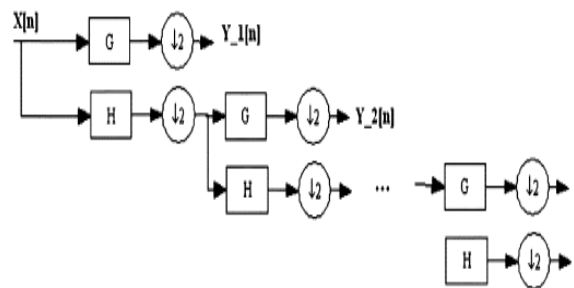 X[n]
G ↓2 Y_1[n]
H ↓2 G ↓2 Y_2[n]
H ↓2 ... G ↓2
H ↓2